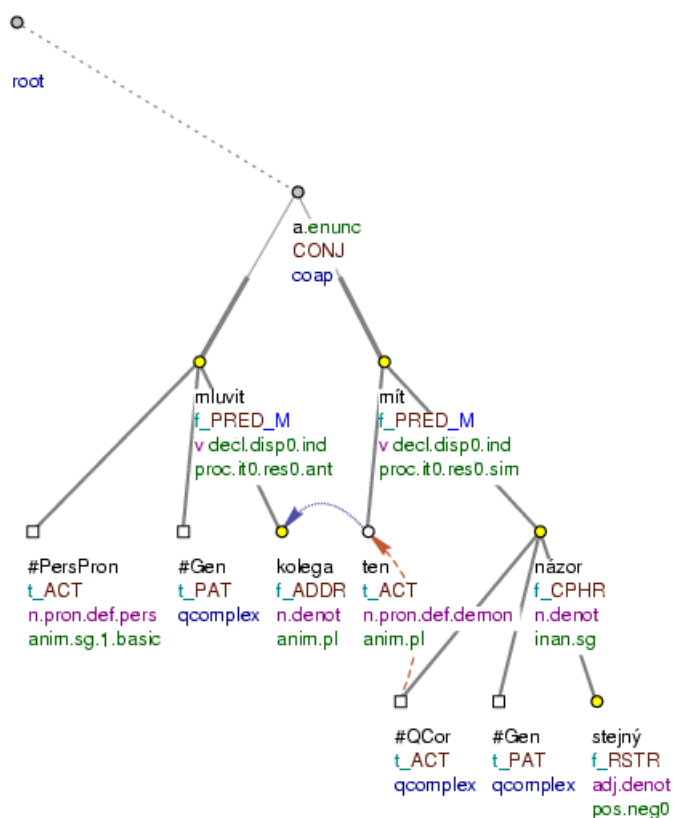 root
a.enunc
CONJ
coap
mluvit
f_PRED_M
v decl.disp0.ind
proc.it0.res0.ant
mít
f_PRED_M
v decl.disp0.ind
proc.it0.res0.sim
#PersPron
t_ACT
n.pron.def.pers
anim.sg.1.basic
#Gen
t_PAT
qcomplex
kolega
f_ADDR
n.denot
anim.pl
ten
t_ACT
n.pron.def.demon
anim.pl
názor
f_CPHR
n.denot
inan.sg
#QCor
t_ACT
qcomplex
#Gen
t_PAT
qcomplex
stejný
f_RSTR
adj.denot
pos.neg0